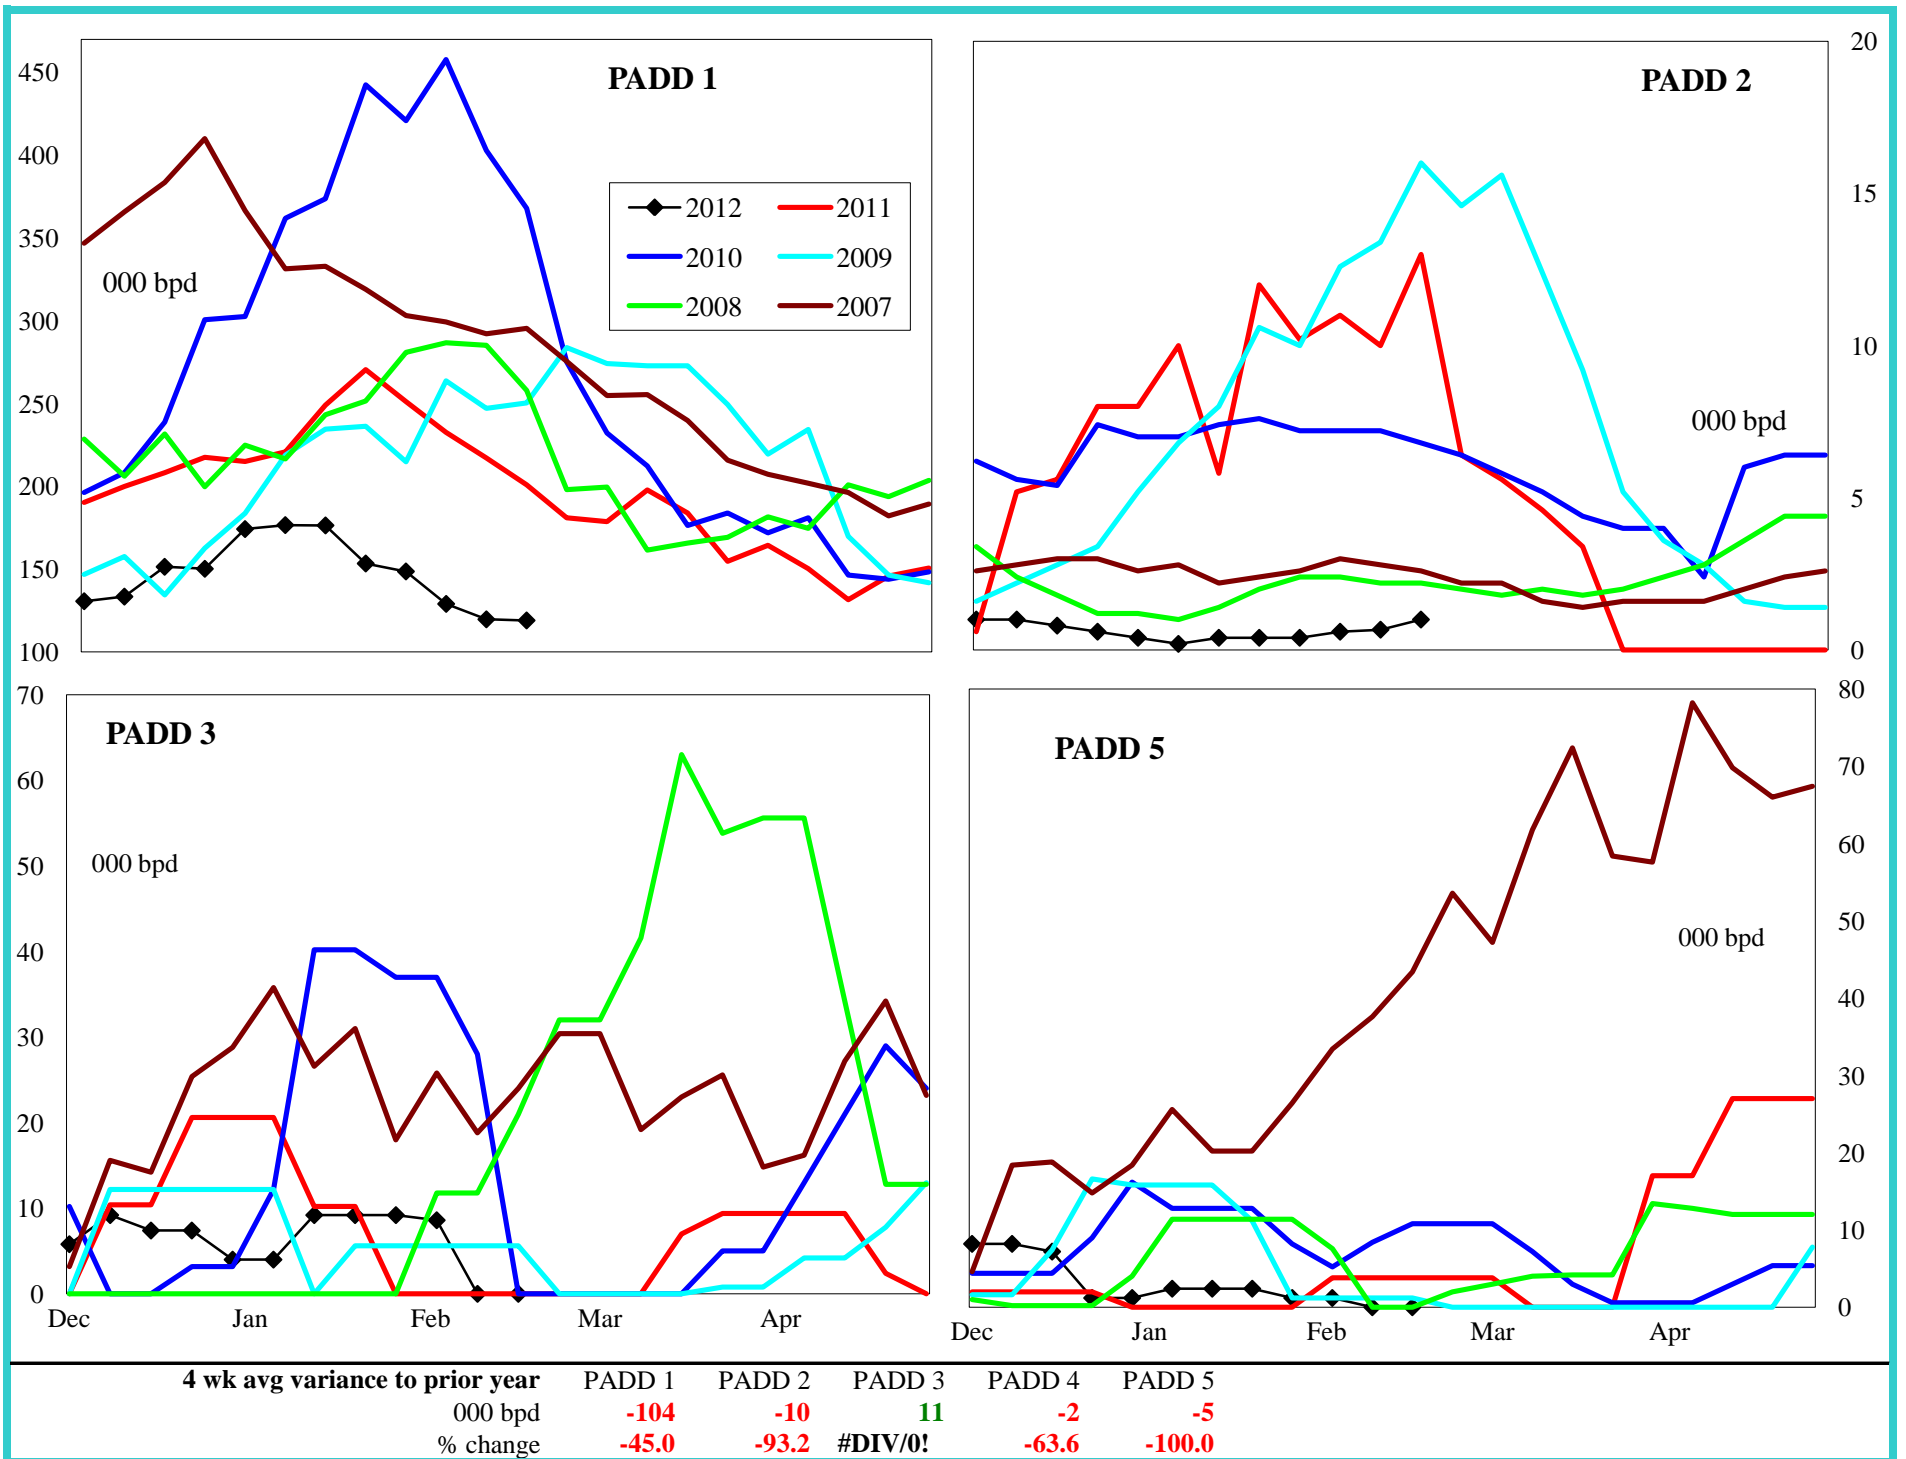 PADD 1
450
400
350
300
250
200
150
100
000 bpd
2012 2011
2010 2009
2008 2007
PADD 2
20
15
10
5
0
000 bpd
PADD 3
70
60
50
40
30
20
10
0
000 bpd
Dec Jan Feb Mar Apr
PADD 5
80
70
60
50
40
30
20
10
0
000 bpd
Dec Jan Feb Mar Apr
4 wk avg variance to prior year PADD 1 PADD 2 PADD 3 PADD 4 PADD 5
000 bpd -104 -10 11 -2 -5
% change -45.0 -93.2 #DIV/0! -63.6 -100.0